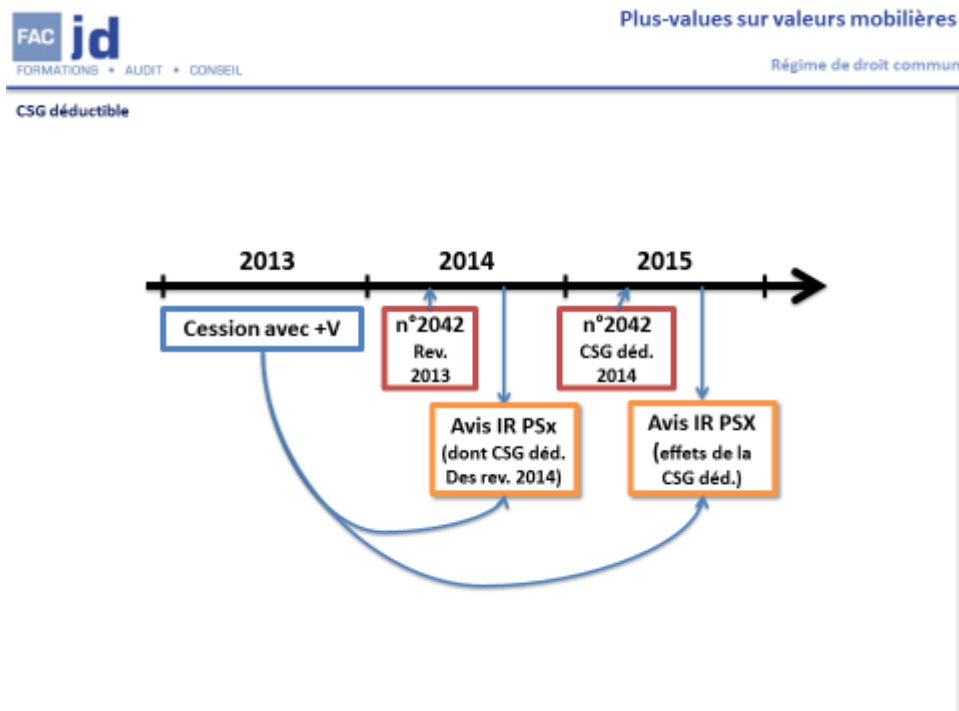 FAC jd
FORMATIONS • AUDIT • CONSEIL
Plus-values sur valeurs mobilières
Régime de droit commun
CSG déductible
2013
2014
2015
Cession avec +V
n°2042
Rev.
2013
n°2042
CSG déd.
2014
Avis IR PSx
(dont CSG déd.
Des rev. 2014)
Avis IR PSX
(effets de la
CSG déd.)